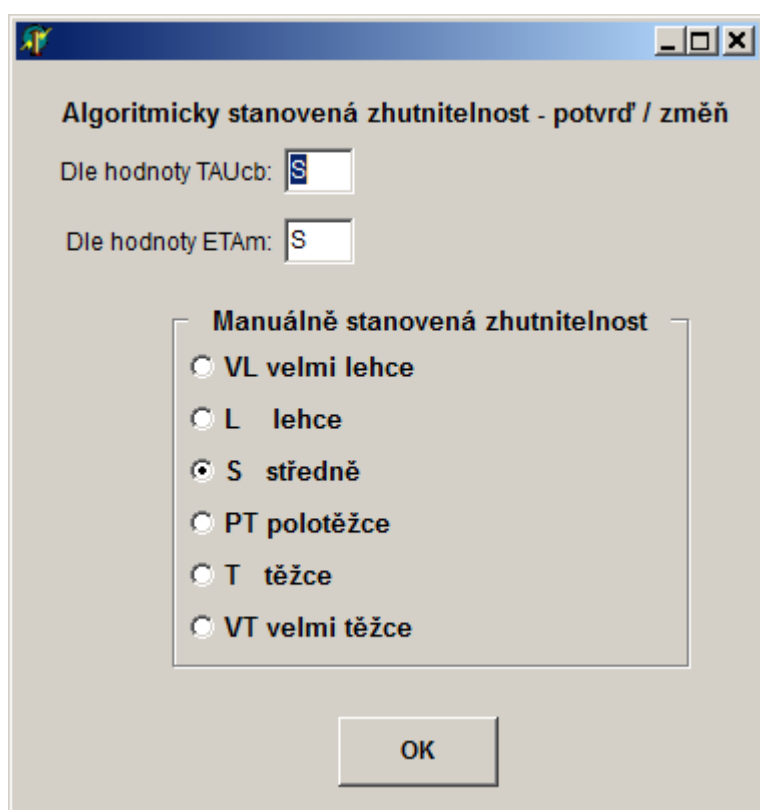 Algoritmicky stanovená zhutnitelnost - potvrď / změň
Dle hodnoty TAUcb: S
Dle hodnoty ETAm: S
Manuálně stanovená zhutnitelnost
VL velmi lehce
L lehce
S středně
PT polotěžce
T těžce
VT velmi těžce
OK